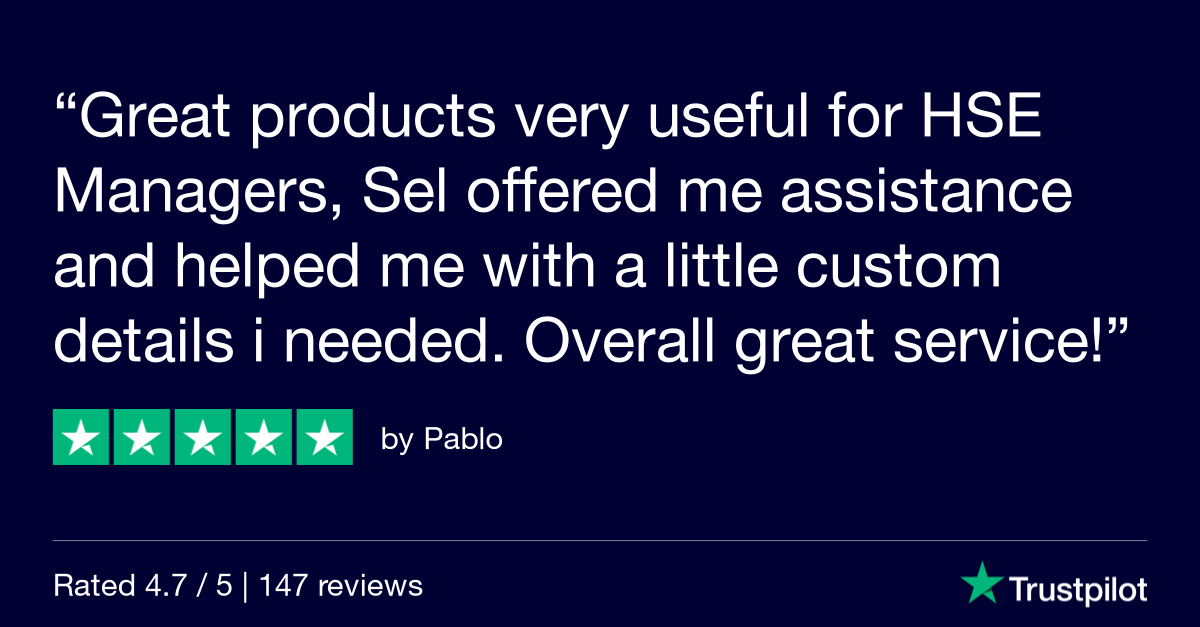 “Great products very useful for HSE
Managers, Sel offered me assistance
and helped me with a little custom
details i needed. Overall great service!”
by Pablo
Rated 4.7 / 5 | 147 reviews
Trustpilot